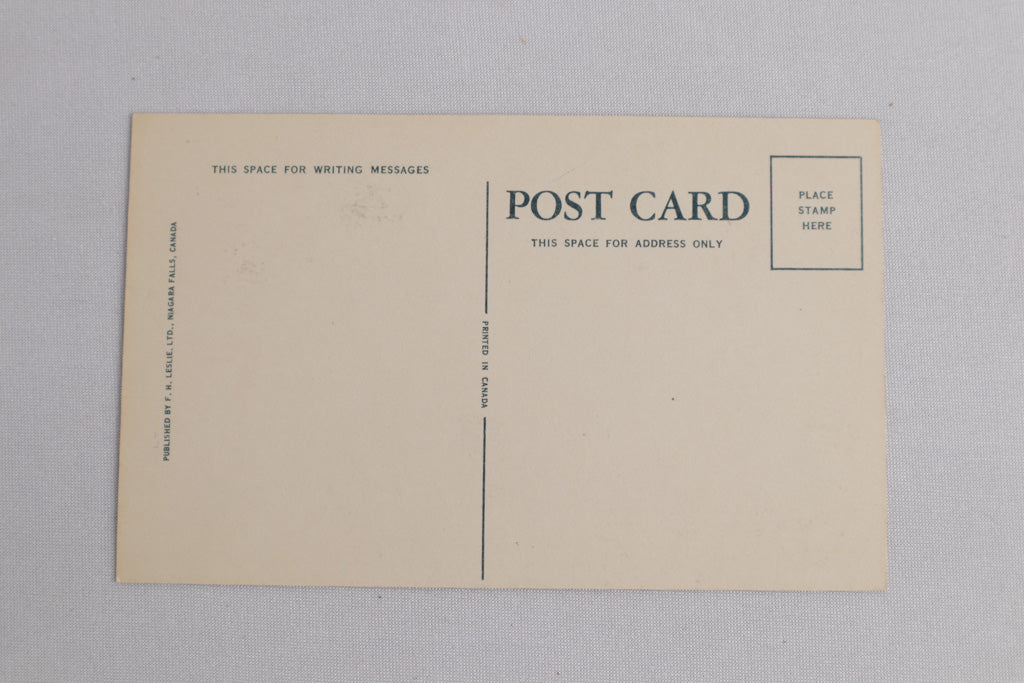 THIS SPACE FOR WRITING MESSAGES
PUBLISHED BY F. H. LESLIE, LTD., NIAGARA FALLS, CANADA
PRINTED IN CANADA
POST CARD
THIS SPACE FOR ADDRESS ONLY
PLACE
STAMP
HERE